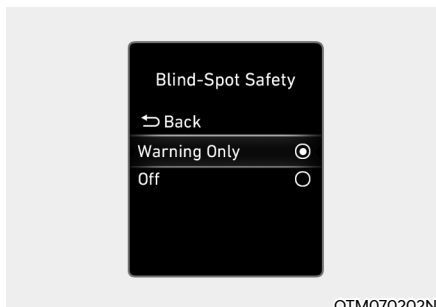 Blind-Spot Safety
Back
Warning Only
Off
OTM070202N